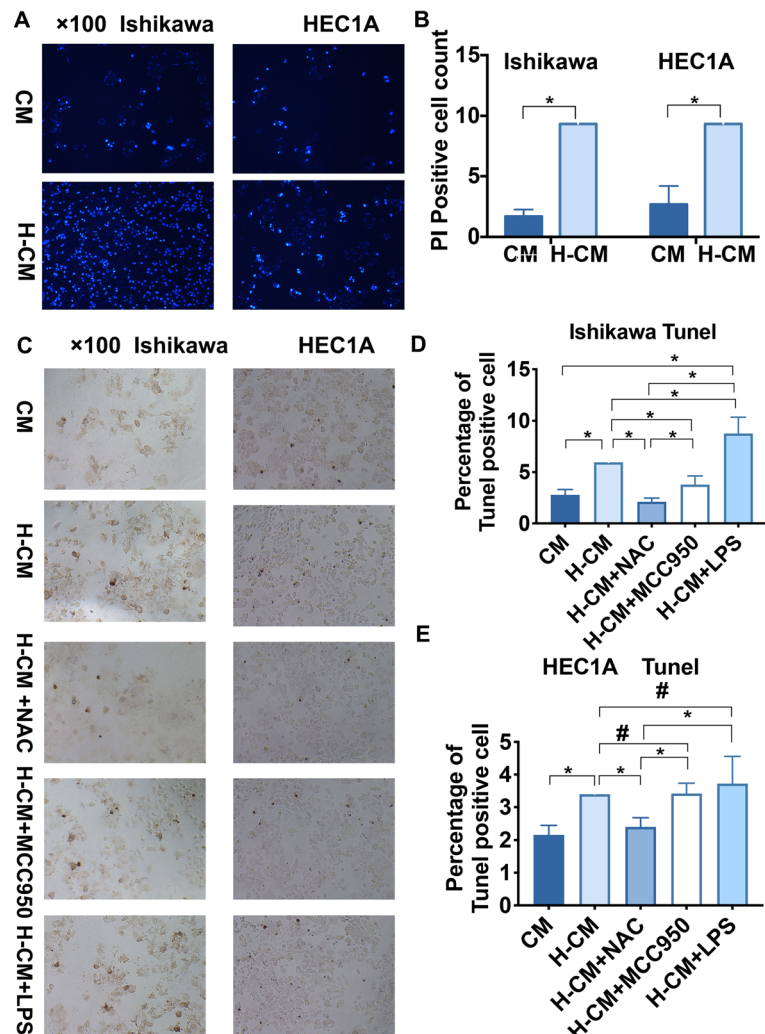 A
×100 Ishikawa
HEC1A
CM
H-CM
B
PI Positive cell count
15
10
5
0
Ishikawa
HEC1A
*
*
CM
H-CM
CM
H-CM
C
×100 Ishikawa
HEC1A
CM
H-CM
H-CM
+NAC
H-CM+MCC950
H-CM+LPS
D
Ishikawa Tunel
Percentage of
Tunel positive cell
15
10
5
0
*
*
*
*
*
*
*
CM
H-CM
H-CM+NAC
H-CM+MCC950
H-CM+LPS
E
HEC1A Tunel
Percentage of
Tunel positive cell
5
4
3
2
1
0
#
#
*
*
*
*
CM
H-CM
H-CM+NAC
H-CM+MCC950
H-CM+LPS